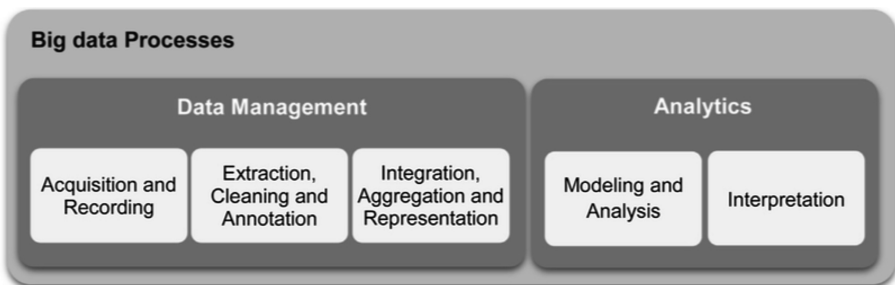 Big data Processes
Data Management
Analytics
Acquisition and
Recording
Extraction,
Cleaning and
Annotation
Integration,
Aggregation and
Representation
Modeling and
Analysis
Interpretation